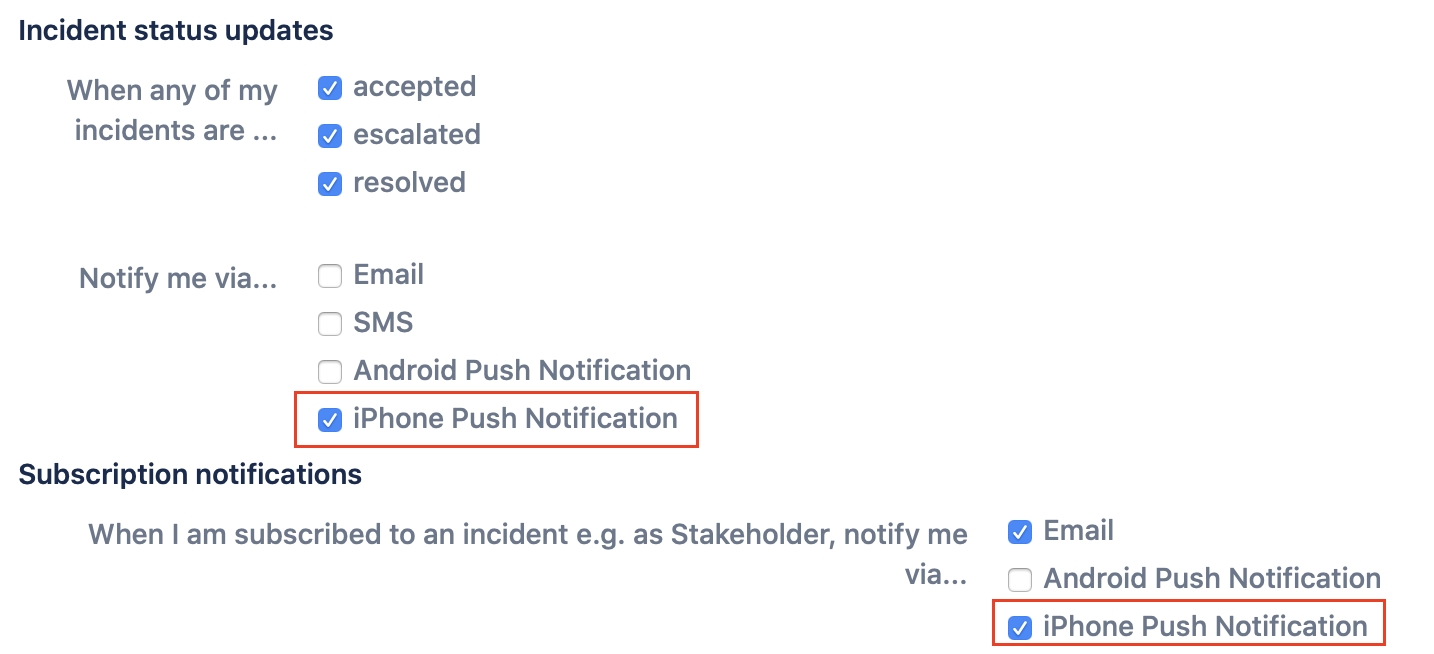 Incident status updates
When any of my
incidents are ...
accepted
escalated
resolved
Notify me via...
Email
SMS
Android Push Notification
iPhone Push Notification
Subscription notifications
When I am subscribed to an incident e.g. as Stakeholder, notify me
via...
Email
Android Push Notification
iPhone Push Notification